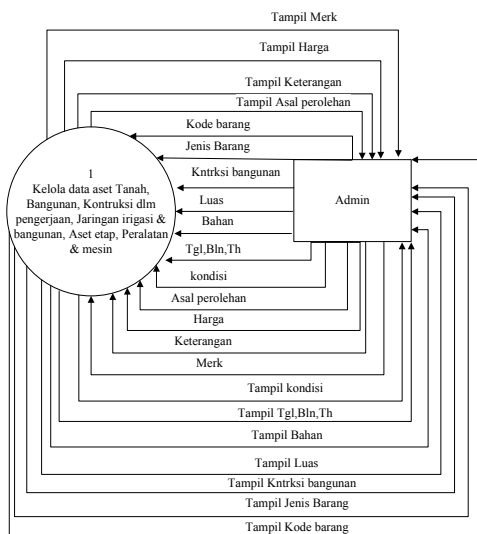 Tampil Merk
Tampil Harga
Tampil Keterangan
Tampil Asal perolehan
Kode barang
Jenis Barang
Kntrksi bangunan
Luas
Bahan
Tgl,Bln,Th
kondisi
Asal perolehan
Harga
Keterangan
Merk
Tampil kondisi
Tampil Tgl,Bln,Th
Tampil Bahan
Tampil Luas
Tampil Kntrksi bangunan
Tampil Jenis Barang
Tampil Kode barang
1
Kelola data aset Tanah,
Bangunan, Kontruksi dlm
pengerjaan, Jaringan irigasi &
bangunan, Aset etap, Peralatan
& mesin
Admin